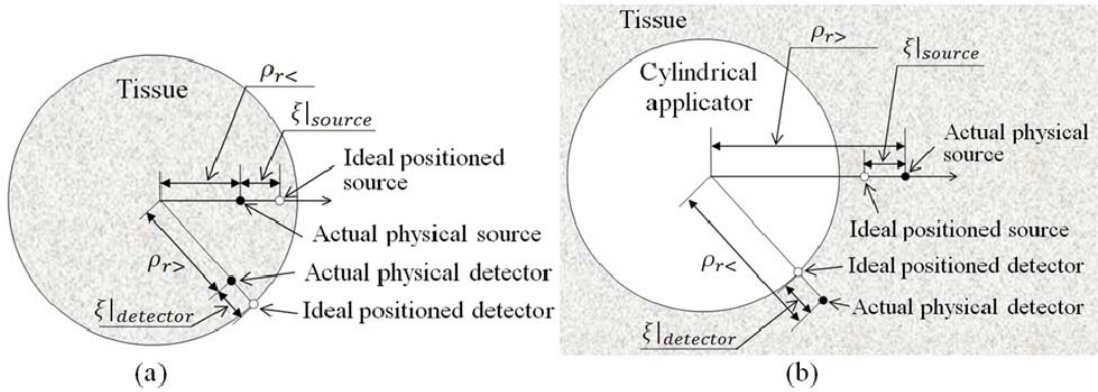 Tissue
ρr<
ξ|source
Ideal positioned
source
Actual physical source
Actual physical detector
Ideal positioned detector
ρr>
ξ|detector
(a)
Tissue
ρr>
ξ|source
Cylindrical
applicator
Actual physical
source
Ideal positioned source
Ideal positioned detector
Actual physical detector
ρr<
ξ|detector
(b)